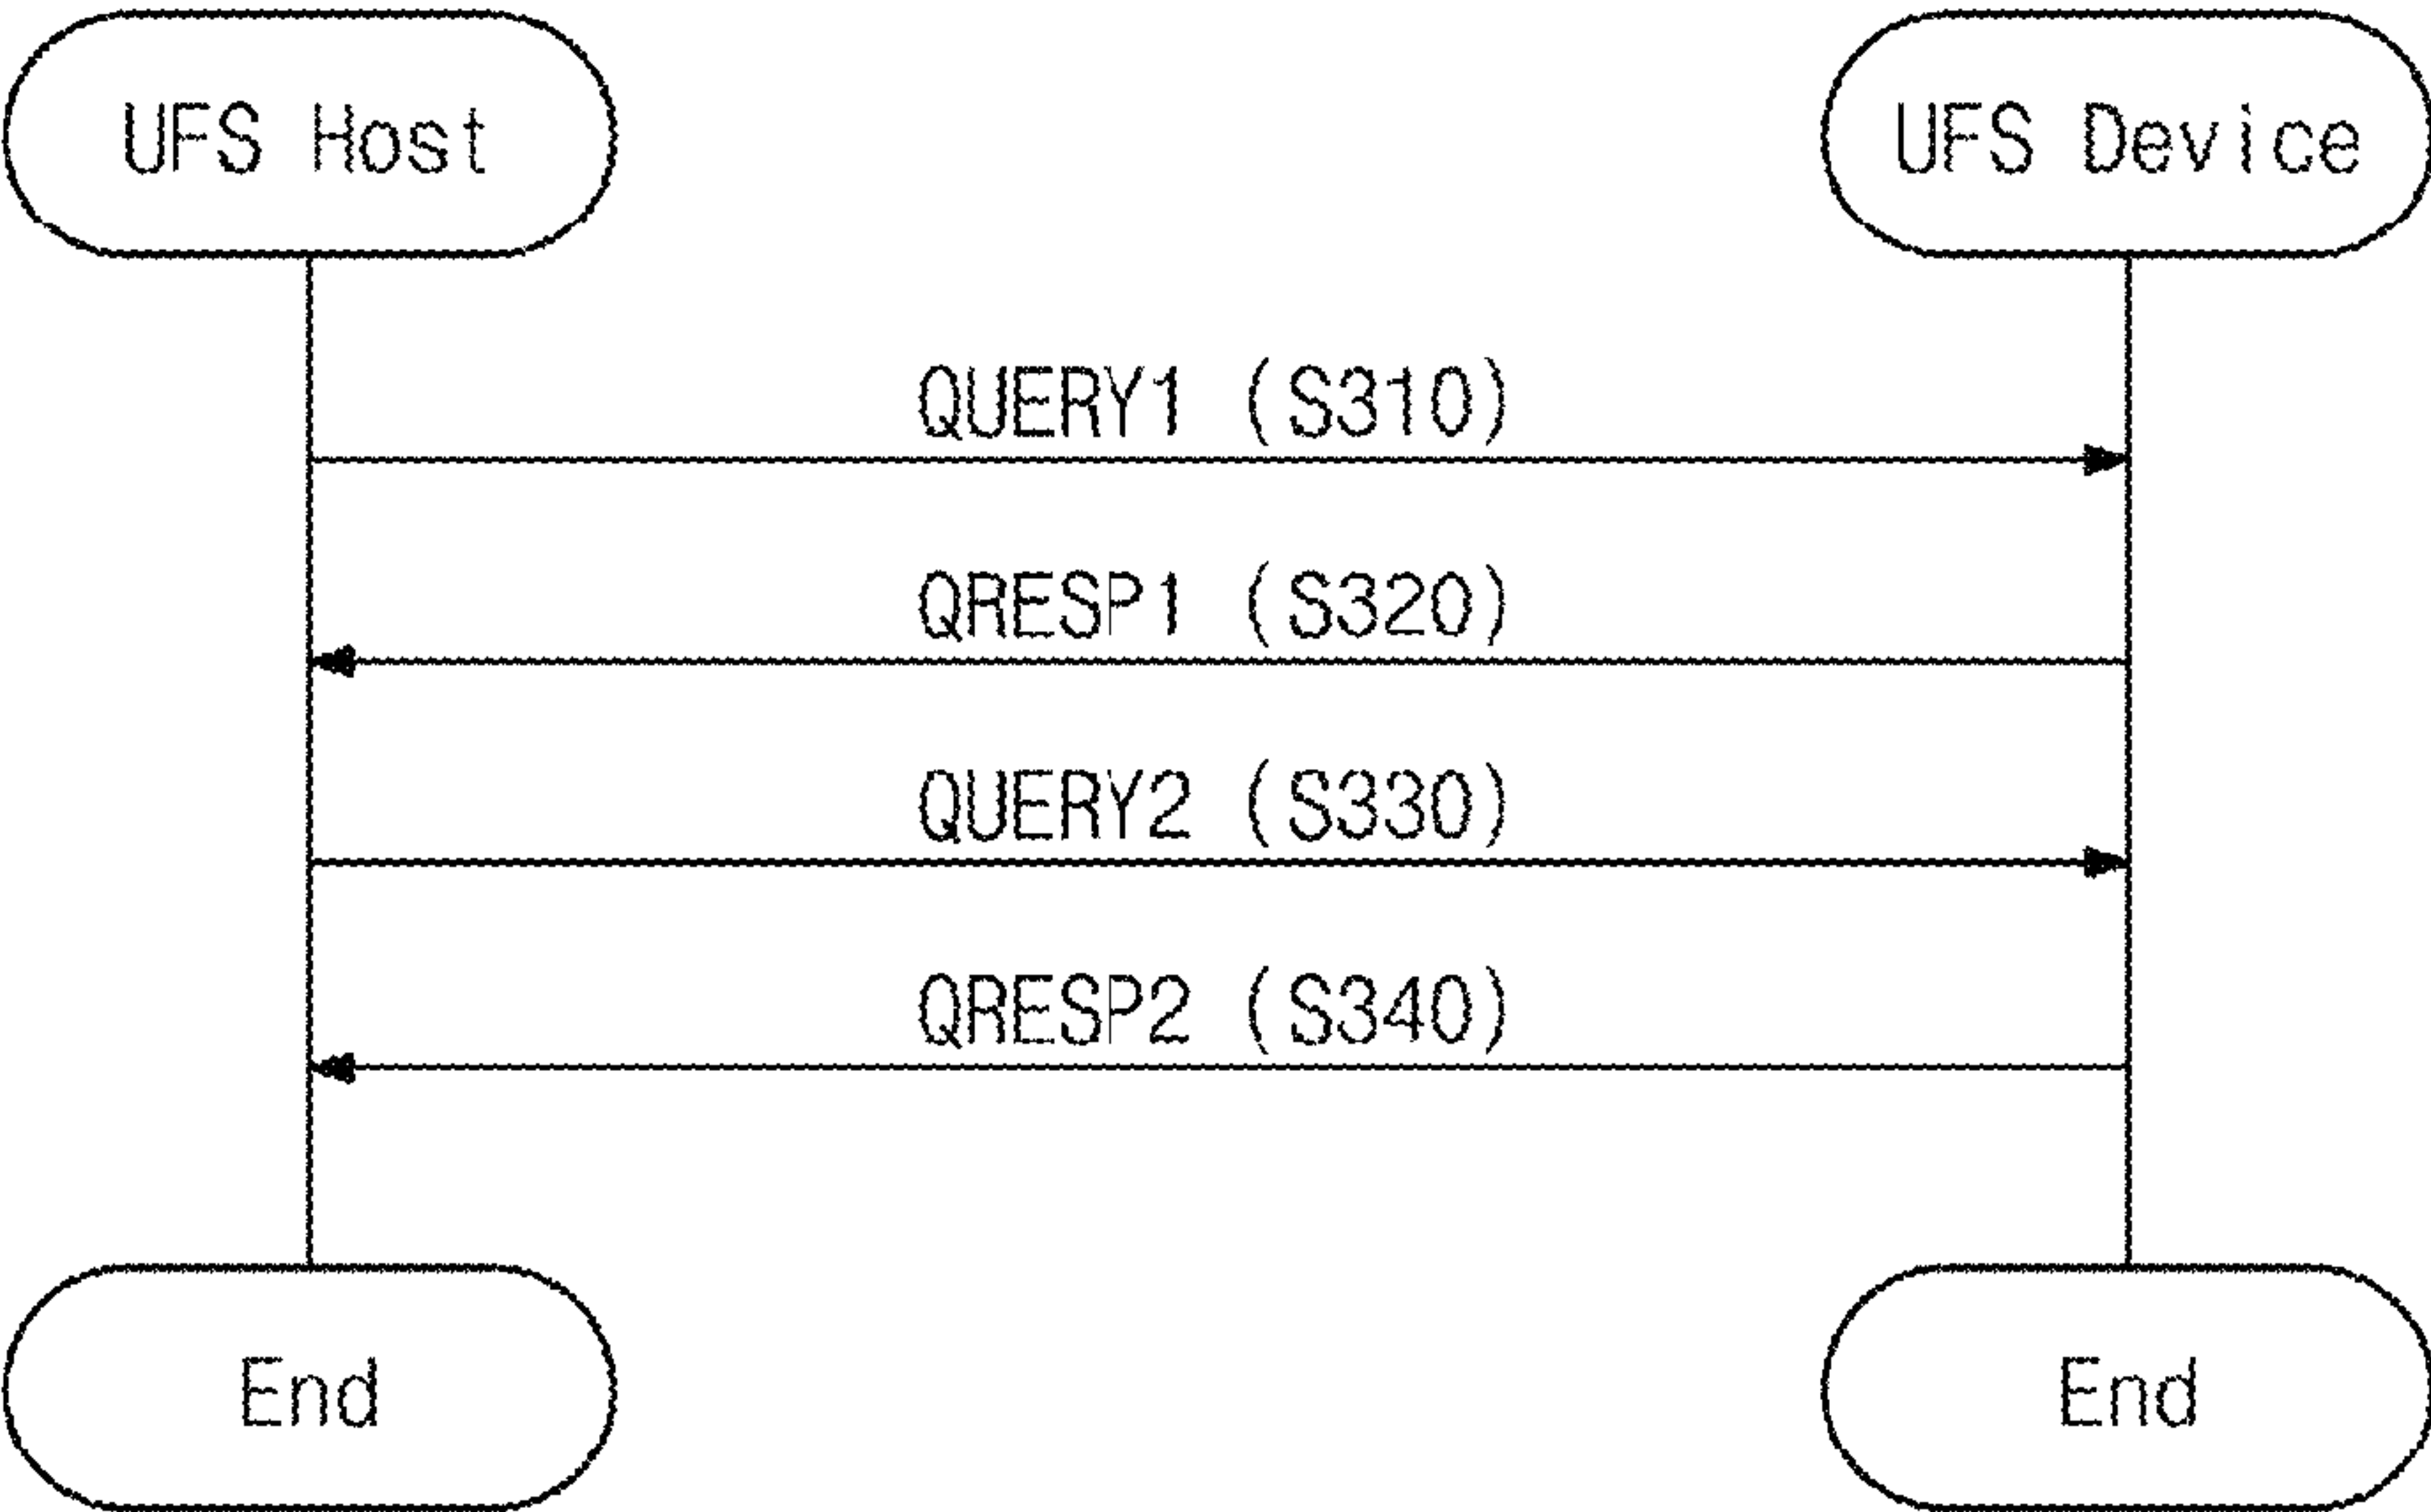 UFS Host
UFS Device
QUERY1 (S310)
QRESP1 (S320)
QUERY2 (S330)
QRESP2 (S340)
End
End